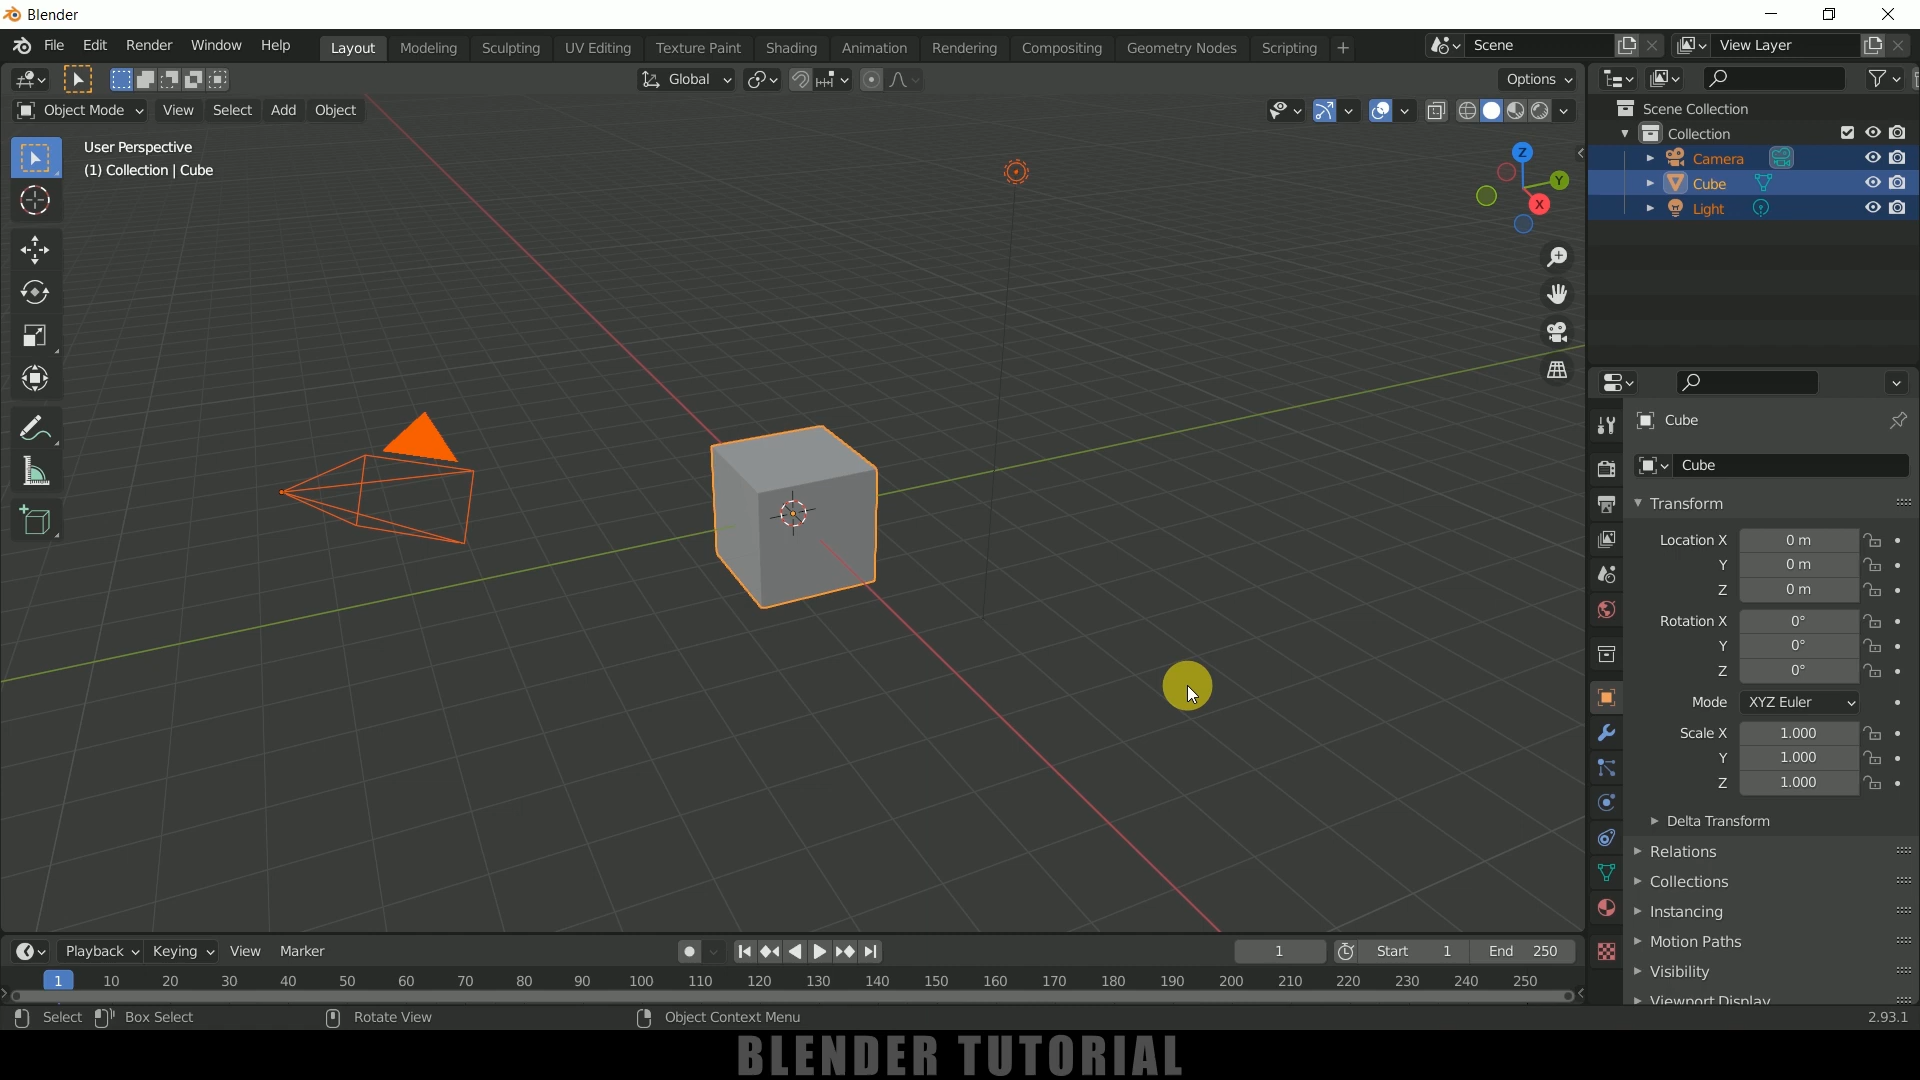 Blender
File Edit Render Window Help Layout Modeling Sculpting UV Editing Texture Paint Shading Animation Rendering Compositing Geometry Nodes Scripting + Scene View Layer
Global Options
Object Mode View Select Add Object
User Perspective
(1) Collection | Cube
Z
Y
X
Scene Collection
Collection
Camera
Cube
Light
Cube
Cube
Transform
Location X 0 m
Y 0 m
Z 0 m
Rotation X 0°
Y 0°
Z 0°
Mode XYZ Euler
Scale X 1.000
Y 1.000
Z 1.000
Delta Transform
Relations
Collections
Instancing
Motion Paths
Visibility
Viewport Display
Playback Keying View Marker 1 Start 1 End 250
1 10 20 30 40 50 60 70 80 90 100 110 120 130 140 150 160 170 180 190 200 210 220 230 240 250
Select Box Select Rotate View Object Context Menu 2.93.1
BLENDER TUTORIAL